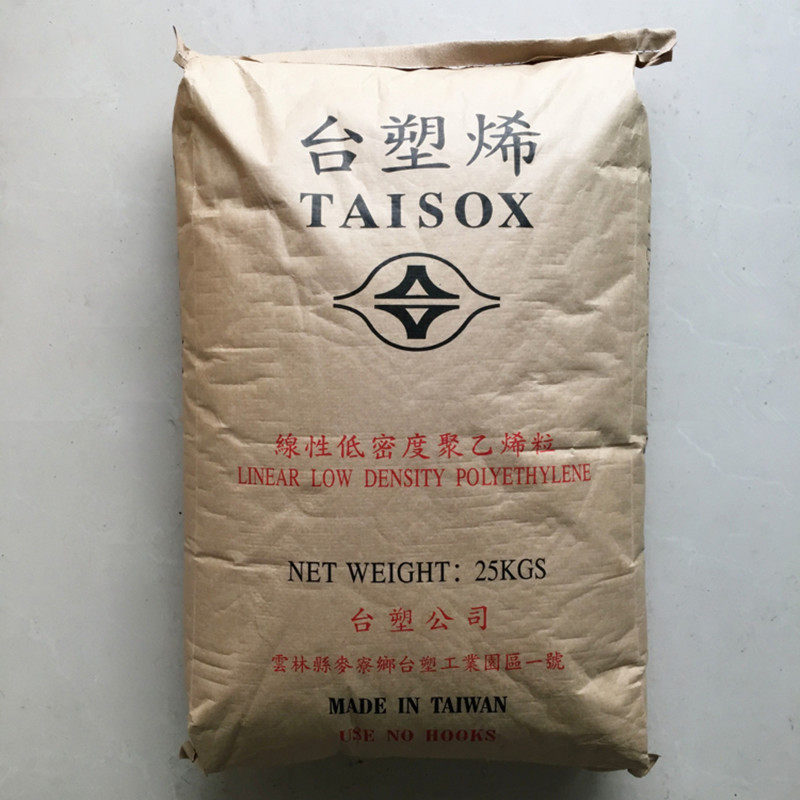 台塑烯
TAISOX
線性低密度聚乙烯粒
LINEAR LOW DENSITY POLYETHYLENE
NET WEIGHT: 25KGS
台塑公司
雲林縣麥寮鄉台塑工業園區一號
MADE IN TAIWAN
USE NO HOOKS